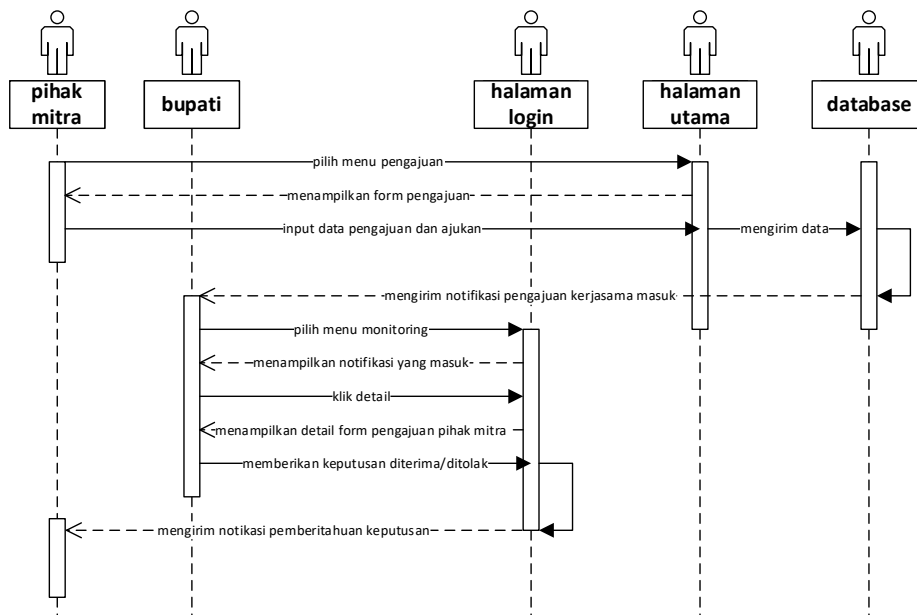 pihak
mitra
bupati
halaman
login
halaman
utama
database
pilih menu pengajuan
menampilkan form pengajuan
input data pengajuan dan ajukan
mengirim data
mengirim notifikasi pengajuan kerjasama masuk
pilih menu monitoring
menampilkan notifikasi yang masuk
klik detail
menampilkan detail form pengajuan pihak mitra
memberikan keputusan diterima/ditolak
mengirim notikasi pemberitahuan keputusan